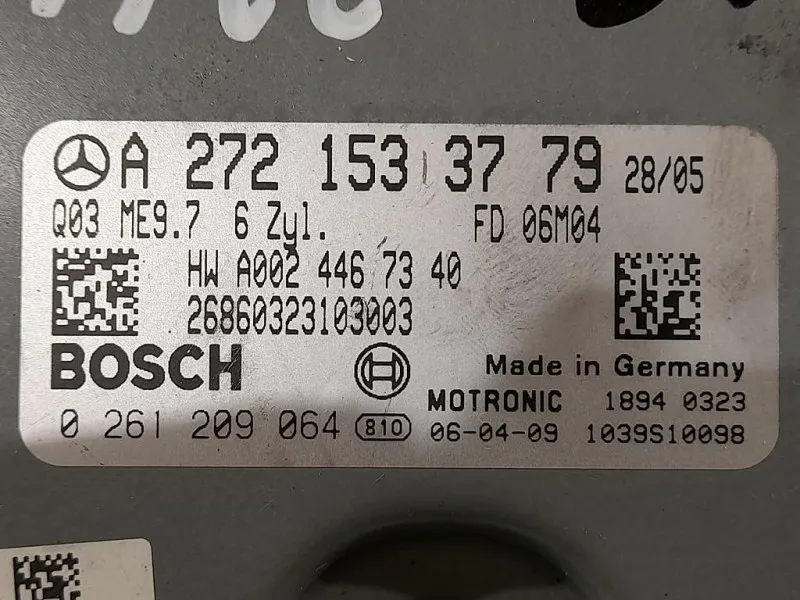 A 272 153 37 79 28/05
Q03 ME9.7 6 Zyl. FD 06M04
HW A002 446 73 40
26860323103003
BOSCH Made in Germany
MOTRONIC 1894 0323
0 261 209 064 810 06-04-09 1039S10098